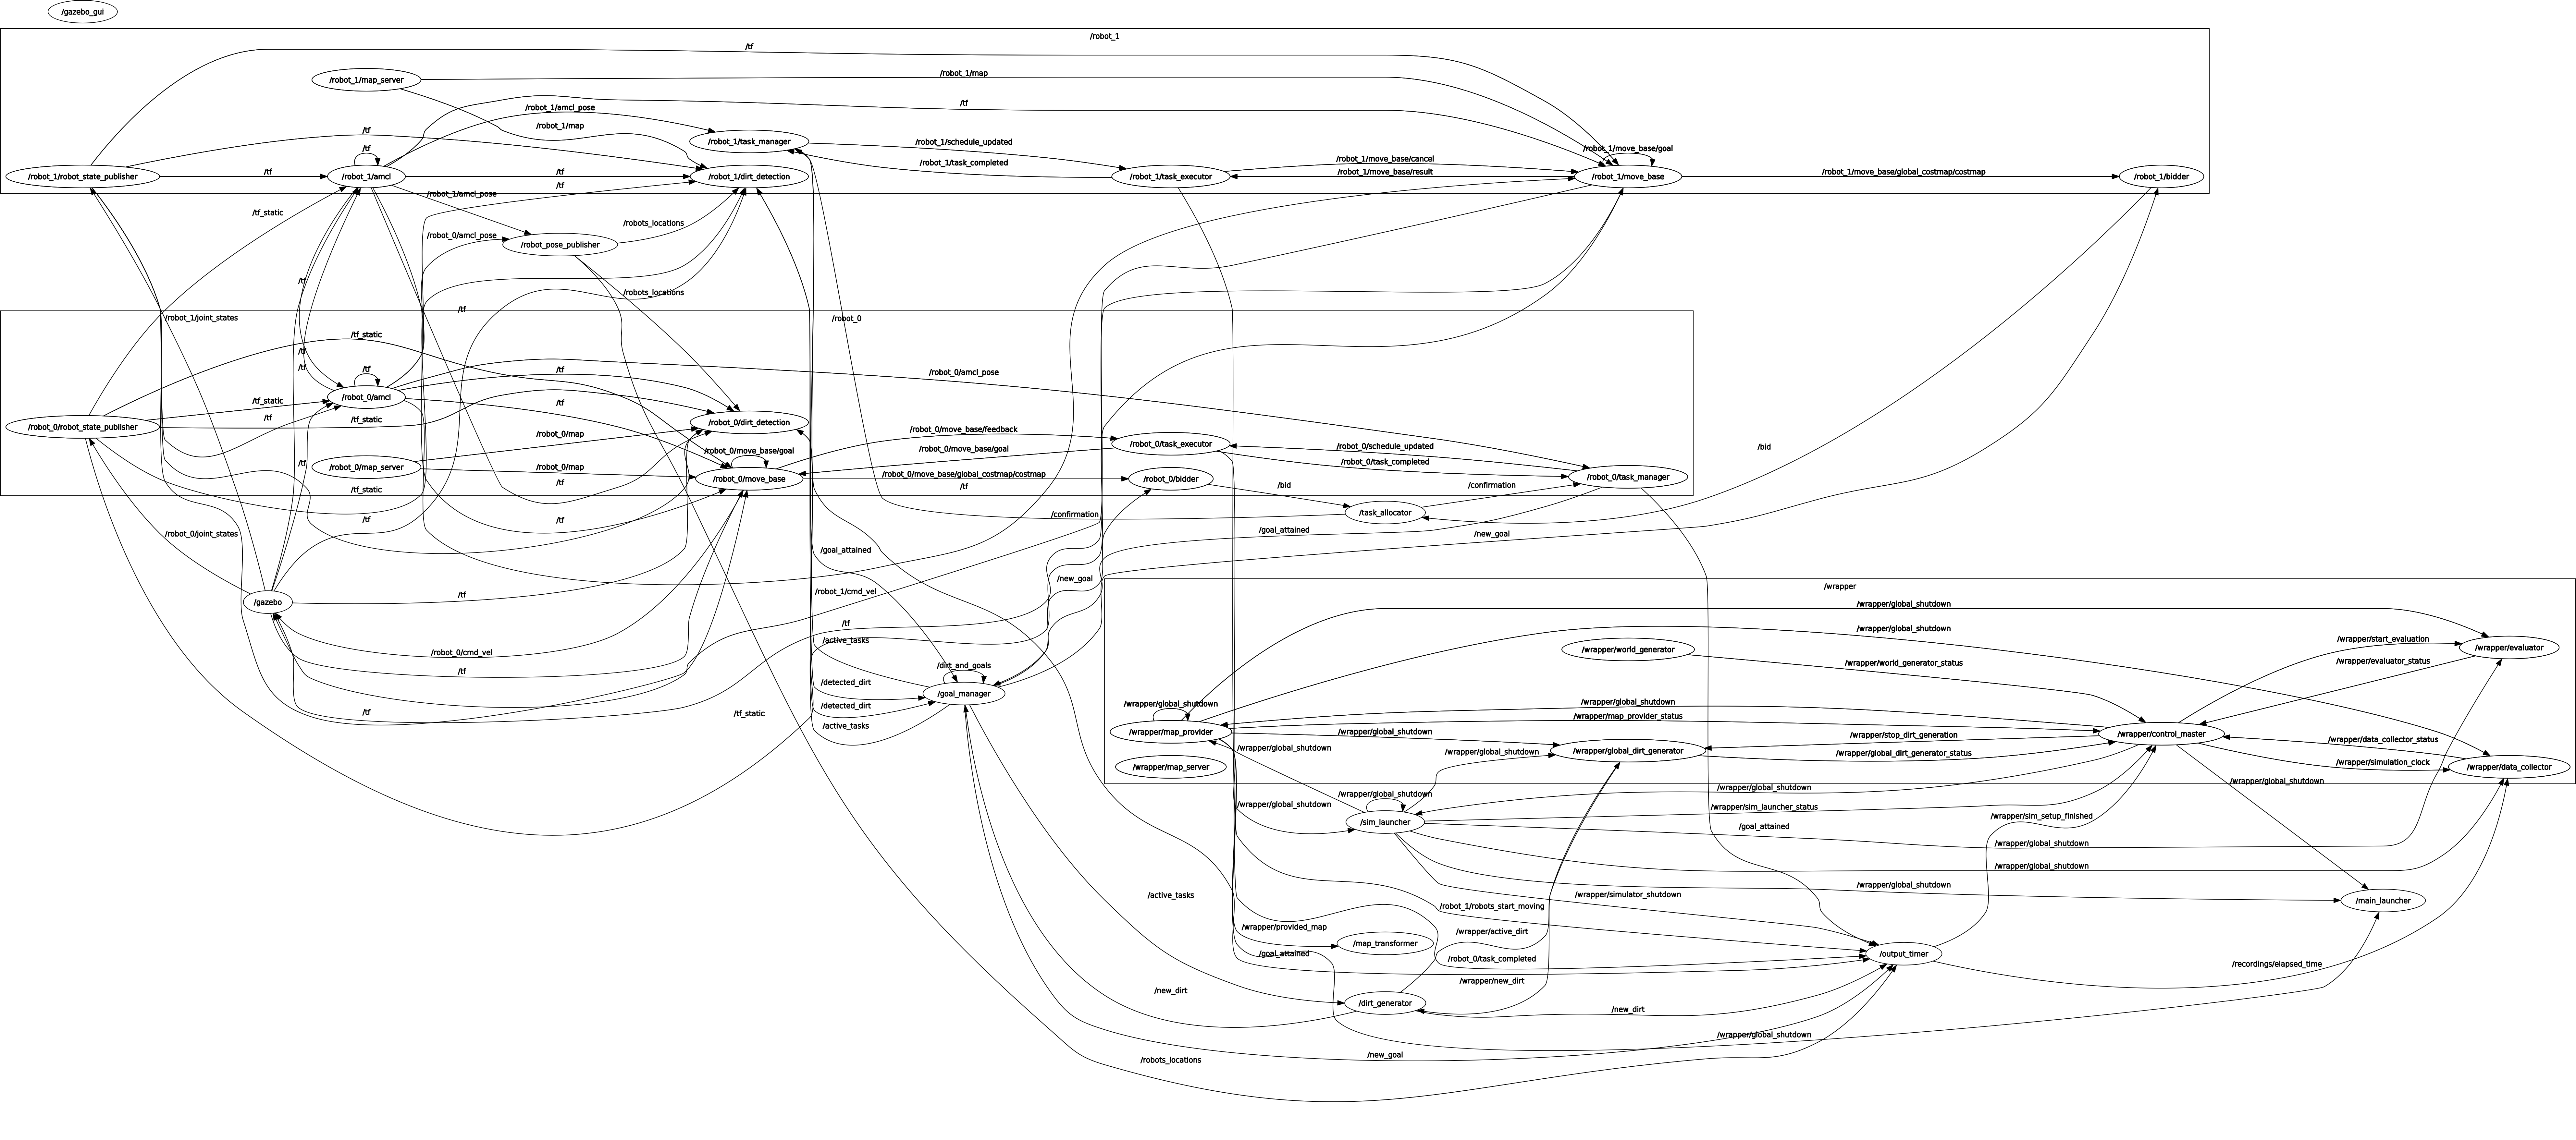 /gazebo_gui
/robot_1
/tf
/robot_1/map_server
/robot_1/map
/tf
/robot_1/amcl_pose
/robot_1/map
/tf
/robot_1/task_manager
/robot_1/schedule_updated
/tf
/robot_1/task_completed
/robot_1/move_base/cancel
/robot_1/move_base/goal
/robot_1/robot_state_publisher
/tf
/robot_1/amcl
/tf
/robot_1/dirt_detection
/robot_1/task_executor
/robot_1/move_base/result
/robot_1/move_base
/robot_1/move_base/global_costmap/costmap
/robot_1/bidder
/tf
/robot_1/amcl_pose
/tf_static
/robots_locations
/robot_0/amcl_pose
/robot_pose_publisher
/tf
/robots_locations
/tf
/robot_1/joint_states
/robot_0
/tf_static
/tf
/tf
/tf
/robot_0/amcl
/tf
/robot_0/amcl_pose
/tf_static
/tf
/tf_static
/tf
/robot_0/robot_state_publisher
/robot_0/dirt_detection
/robot_0/map
/robot_0/move_base/feedback
/robot_0/task_executor
/robot_0/schedule_updated
/bid
/tf
/robot_0/map_server
/robot_0/map
/robot_0/move_base/goal
/robot_0/move_base/goal
/robot_0/task_completed
/robot_0/move_base
/robot_0/move_base/global_costmap/costmap
/robot_0/bidder
/robot_0/task_manager
/tf
/tf_static
/tf
/bid
/confirmation
/tf
/tf
/confirmation
/task_allocator
/robot_0/joint_states
/goal_attained
/goal_attained
/new_goal
/new_goal
/wrapper
/gazebo
/tf
/robot_1/cmd_vel
/wrapper/global_shutdown
/tf
/wrapper/global_shutdown
/active_tasks
/wrapper/start_evaluation
/robot_0/cmd_vel
/wrapper/world_generator
/wrapper/evaluator
/tf
/dirt_and_goals
/wrapper/world_generator_status
/wrapper/evaluator_status
/detected_dirt
/goal_manager
/detected_dirt
/wrapper/global_shutdown
/wrapper/global_shutdown
/tf
/tf_static
/active_tasks
/wrapper/map_provider_status
/wrapper/map_provider
/wrapper/global_shutdown
/wrapper/stop_dirt_generation
/wrapper/control_master
/wrapper/data_collector_status
/wrapper/global_shutdown
/wrapper/global_shutdown
/wrapper/global_dirt_generator
/wrapper/global_dirt_generator_status
/wrapper/map_server
/wrapper/simulation_clock
/wrapper/data_collector
/wrapper/global_shutdown
/wrapper/global_shutdown
/wrapper/global_shutdown
/wrapper/global_shutdown
/wrapper/sim_launcher_status
/sim_launcher
/goal_attained
/wrapper/sim_setup_finished
/wrapper/global_shutdown
/wrapper/global_shutdown
/wrapper/global_shutdown
/active_tasks
/wrapper/simulator_shutdown
/main_launcher
/robot_1/robots_start_moving
/wrapper/provided_map
/wrapper/active_dirt
/map_transformer
/goal_attained
/robot_0/task_completed
/output_timer
/recordings/elapsed_time
/wrapper/new_dirt
/new_dirt
/dirt_generator
/new_dirt
/wrapper/global_shutdown
/new_goal
/robots_locations